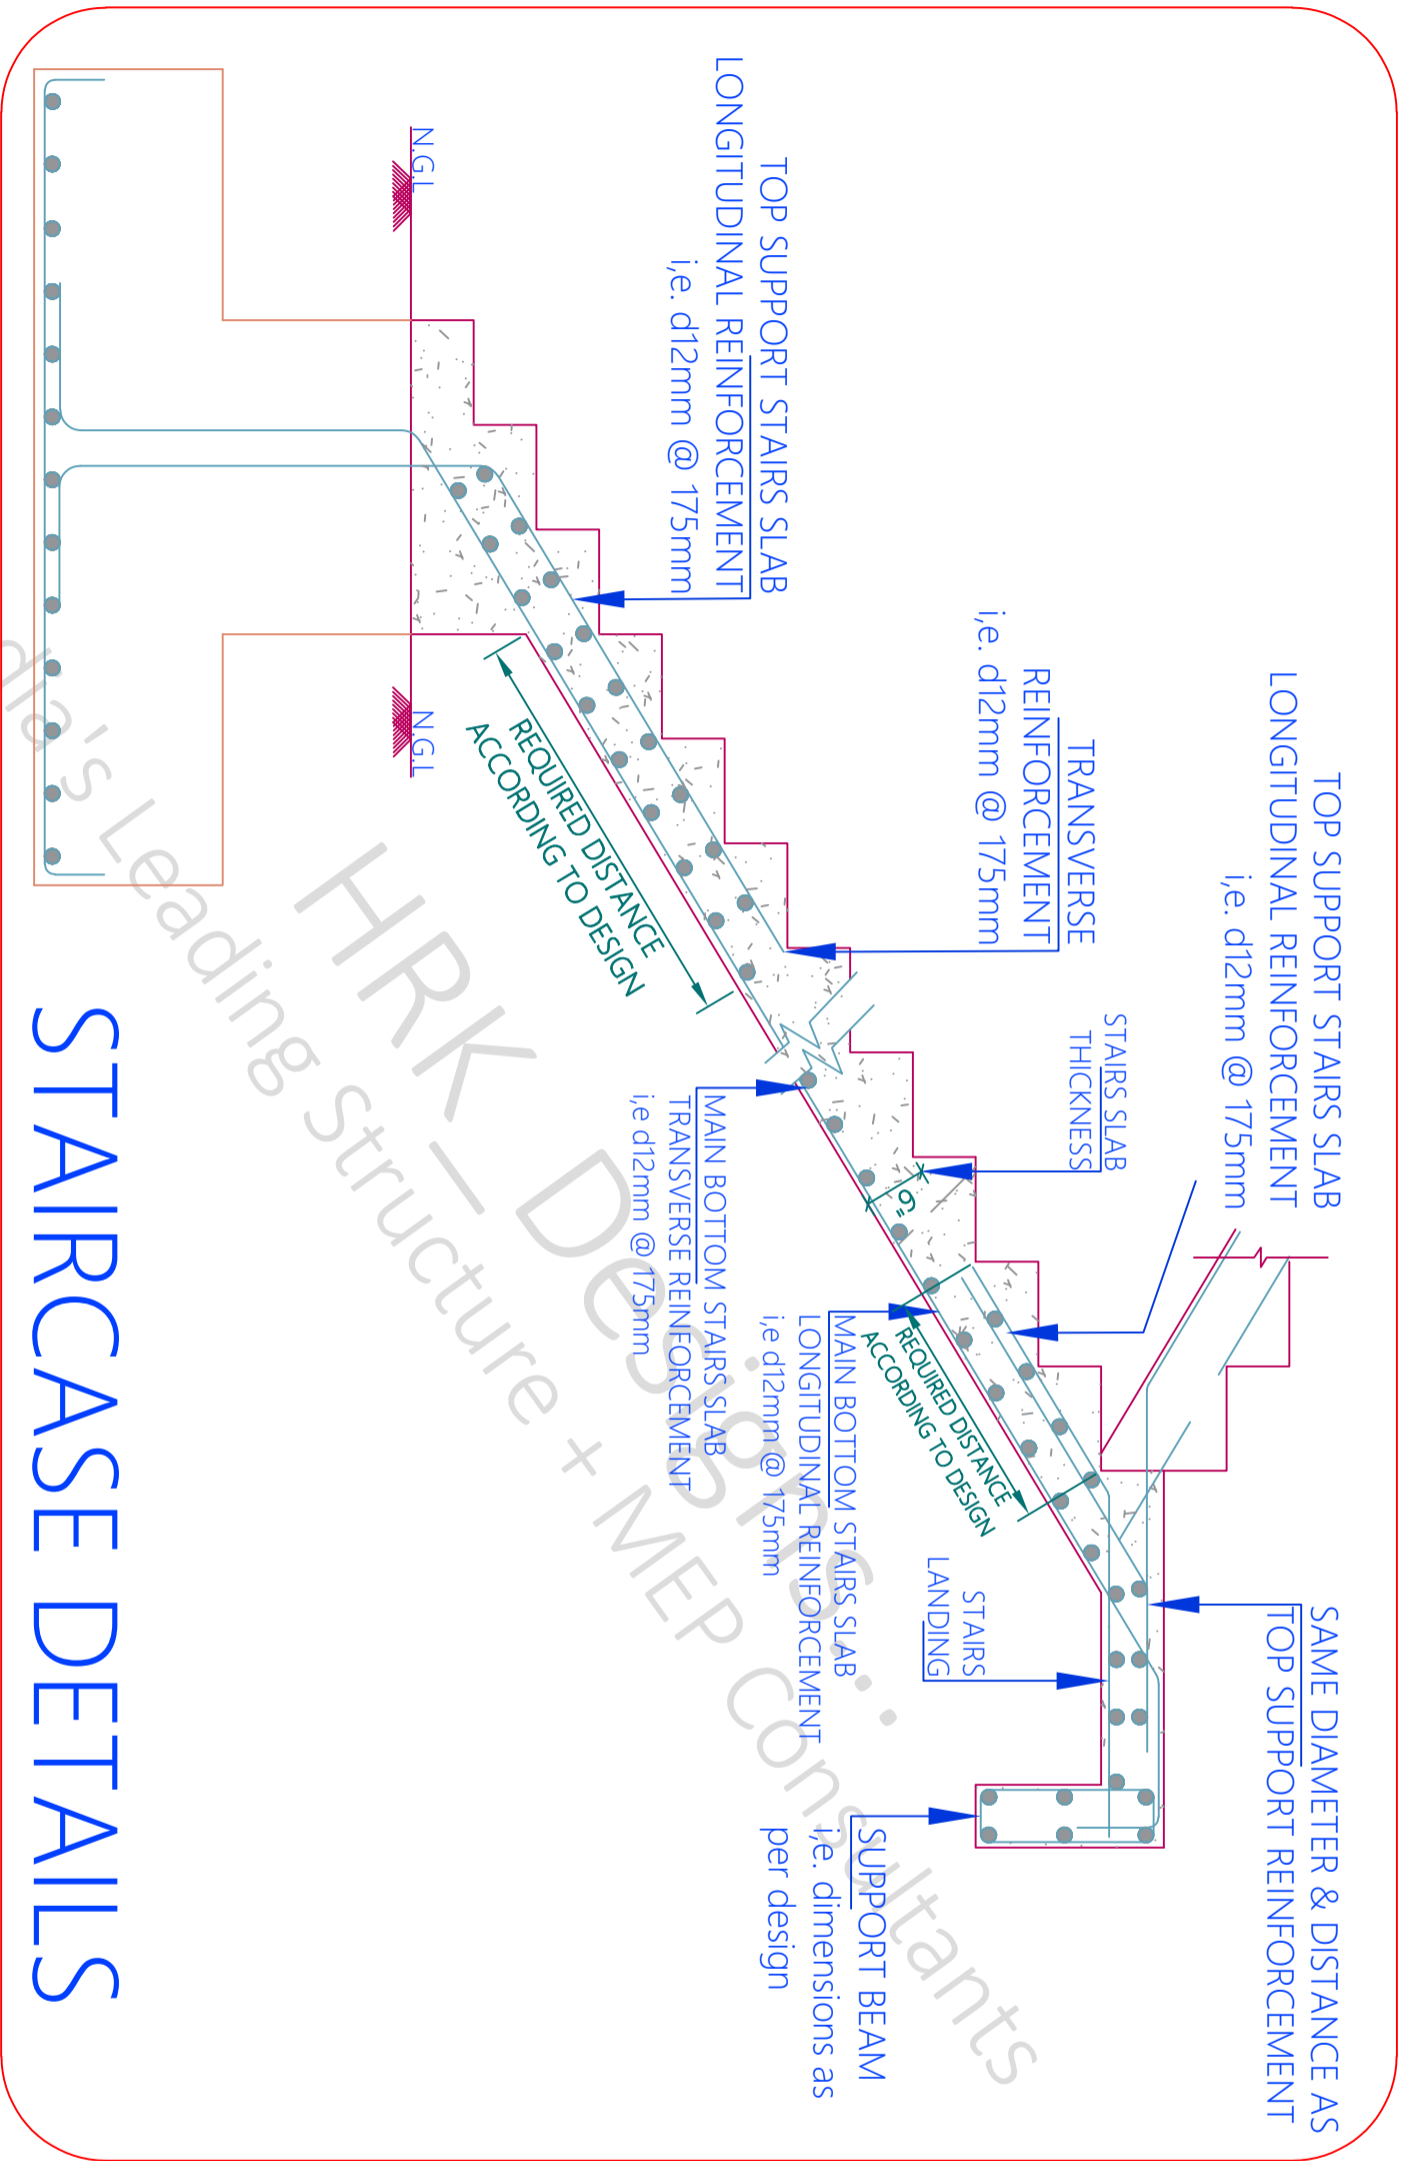 TOP SUPPORT STAIRS SLAB
LONGITUDINAL REINFORCEMENT
i,e. d12mm @ 175mm
SAME DIAMETER & DISTANCE AS
TOP SUPPORT REINFORCEMENT
STAIRS SLAB
THICKNESS
TRANSVERSE
REINFORCEMENT
i,e. d12mm @ 175mm
6"
STAIRS
LANDING
REQUIRED DISTANCE
ACCORDING TO DESIGN
SUPPORT BEAM
i,e. dimensions as
per design
MAIN BOTTOM STAIRS SLAB
LONGITUDINAL REINFORCEMENT
i,e d12mm @ 175mm
TOP SUPPORT STAIRS SLAB
LONGITUDINAL REINFORCEMENT
i,e. d12mm @ 175mm
MAIN BOTTOM STAIRS SLAB
TRANSVERSE REINFORCEMENT
i,e d12mm @ 175mm
REQUIRED DISTANCE
ACCORDING TO DESIGN
N.G.L
N.G.L
HRK_Designs...
dia's Leading Structure + MEP Consultants
STAIRCASE DETAILS